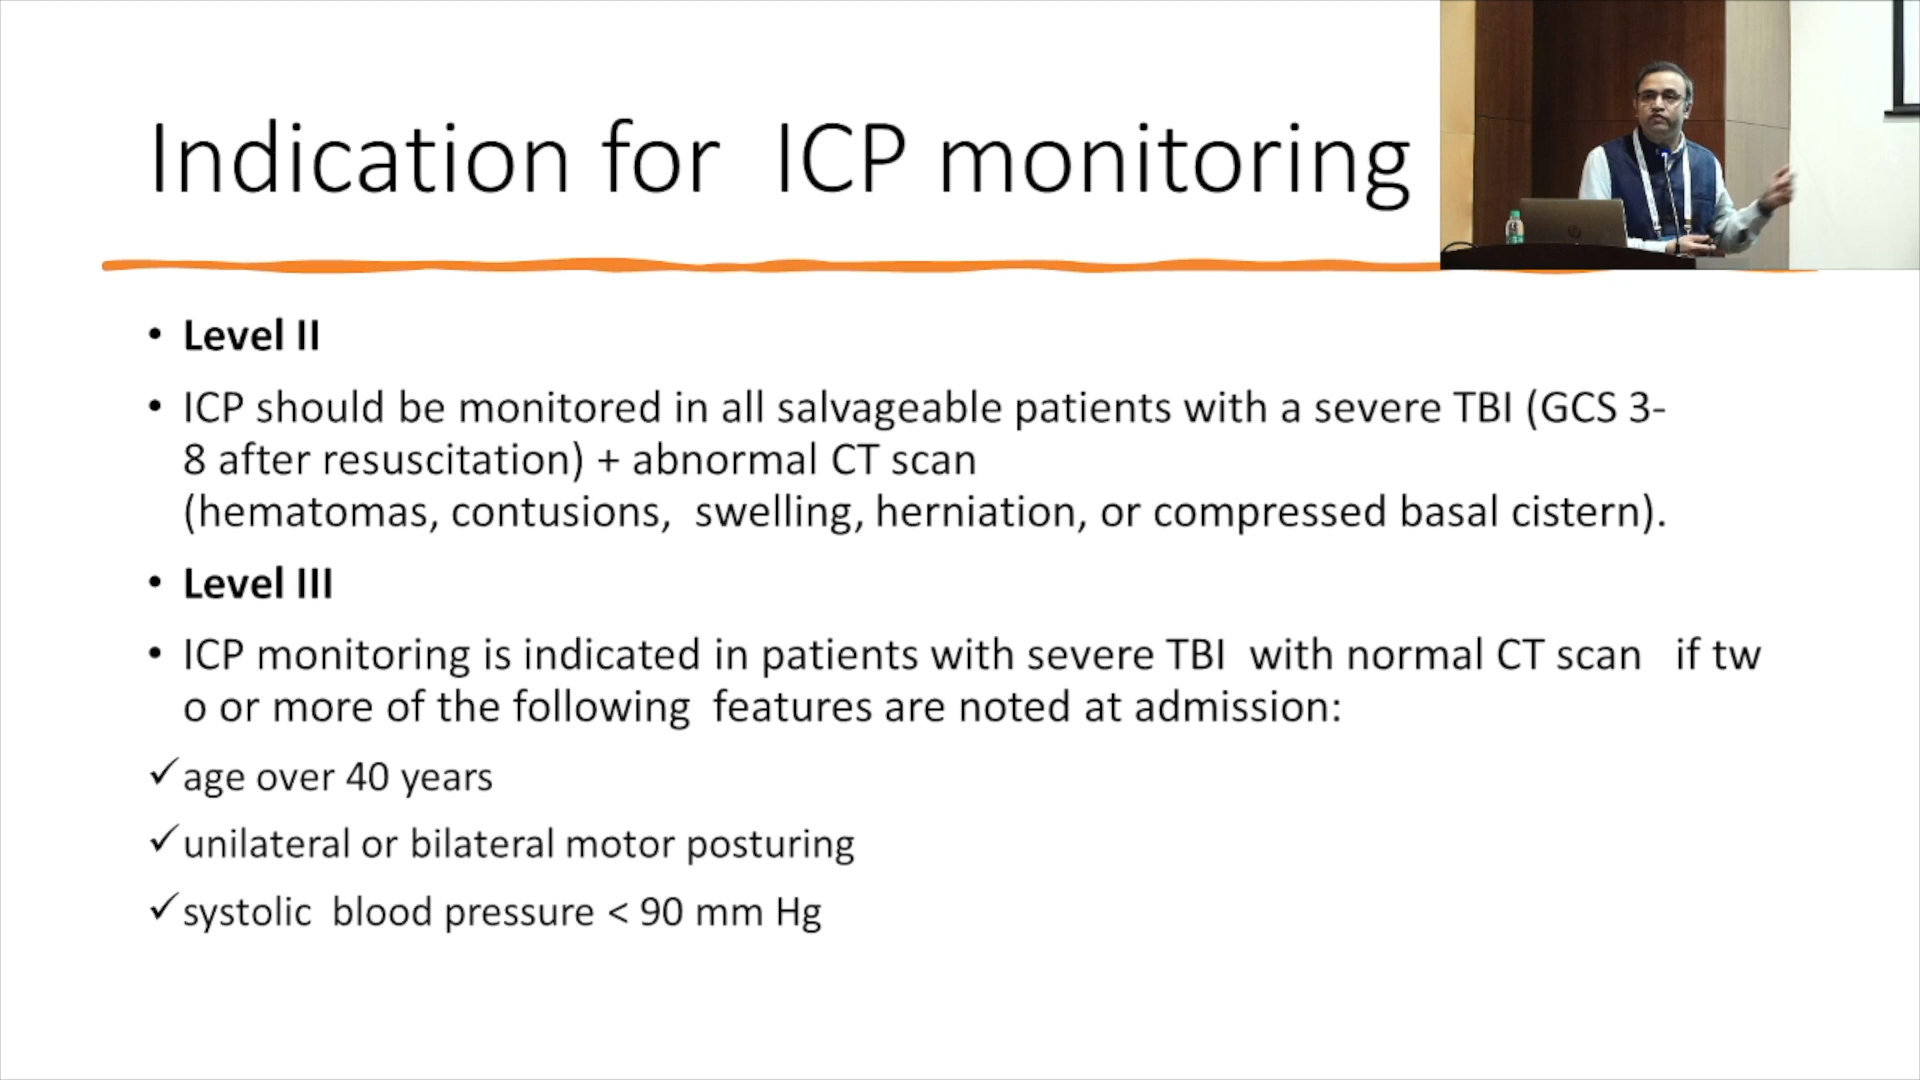 Indication for  ICP monitoring
• Level II
• ICP should be monitored in all salvageable patients with a severe TBI (GCS 3-
8 after resuscitation) + abnormal CT scan
(hematomas, contusions,  swelling, herniation, or compressed basal cistern).
• Level III
• ICP monitoring is indicated in patients with severe TBI  with normal CT scan   if tw
o or more of the following  features are noted at admission:
✓ age over 40 years
✓ unilateral or bilateral motor posturing
✓ systolic  blood pressure < 90 mm Hg